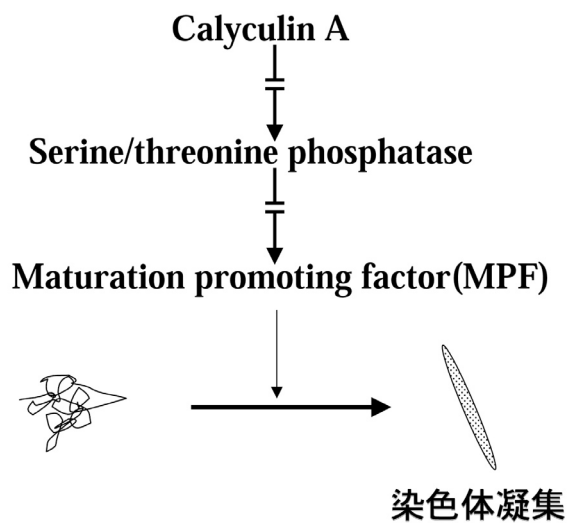 Calyculin A
Serine/threonine phosphatase
Maturation promoting factor(MPF)
染色体凝集